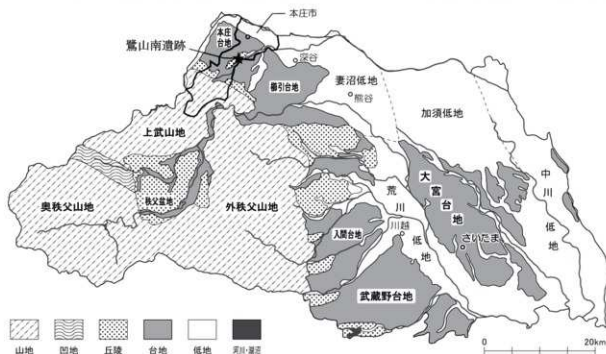 本庄市
鷺山南遺跡
本庄
台地
深谷
櫛引台地
妻沼低地
熊谷
加須低地
上武山地
大宮台地
中川低地
奥秩父山地
秩父盆地
外秩父山地
荒川低地
入間台地
川越
さいたま
武蔵野台地
山地
凹地
丘陵
台地
低地
河川・湖沼
0
20km